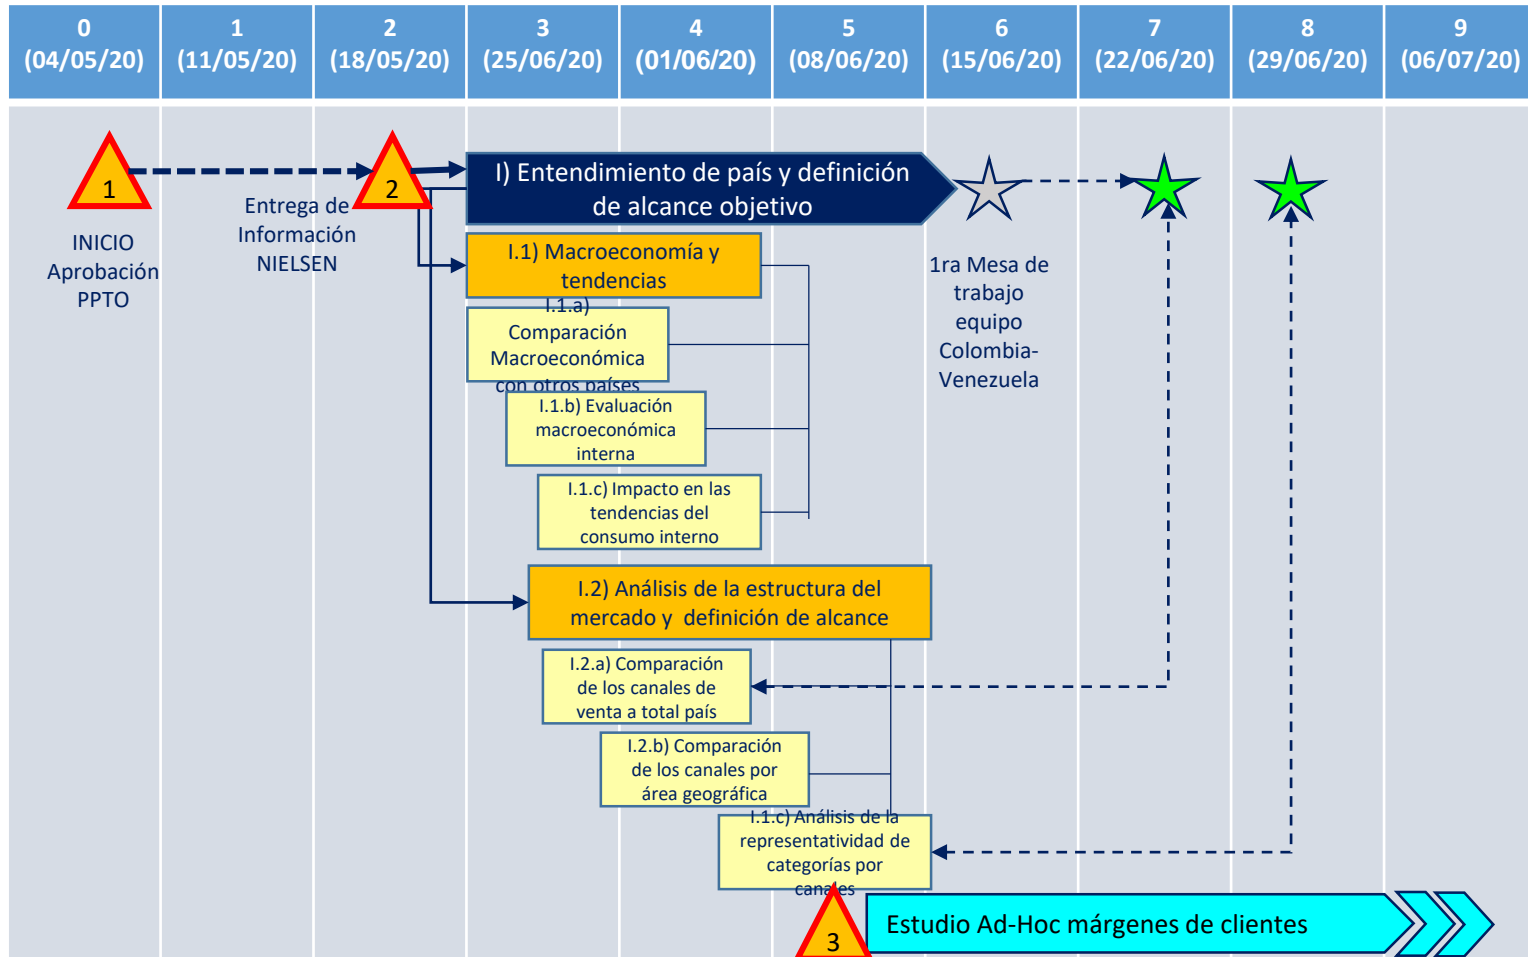 0
(04/05/20)
1
(11/05/20)
2
(18/05/20)
3
(25/06/20)
4
(01/06/20)
5
(08/06/20)
6
(15/06/20)
7
(22/06/20)
8
(29/06/20)
9
(06/07/20)
1
INICIO
Aprobación
PPTO
2
Entrega de
Información
NIELSEN
I) Entendimiento de país y definición
de alcance objetivo
1ra Mesa de
trabajo
equipo
Colombia-
Venezuela
I.1) Macroeconomía y
tendencias
I.1.a)
Comparación
Macroeconómica
con otros países
I.1.b) Evaluación
macroeconómica
interna
I.1.c) Impacto en las
tendencias del
consumo interno
I.2) Análisis de la estructura del
mercado y  definición de alcance
I.2.a) Comparación
de los canales de
venta a total país
I.2.b) Comparación
de los canales por
área geográfica
I.1.c) Análisis de la
representatividad de
categorías por
canales
3
Estudio Ad-Hoc márgenes de clientes